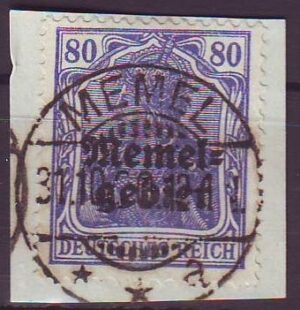 80 80
MEMEL
Memel=
gebiet
DEUTSCHES REICH
* * a